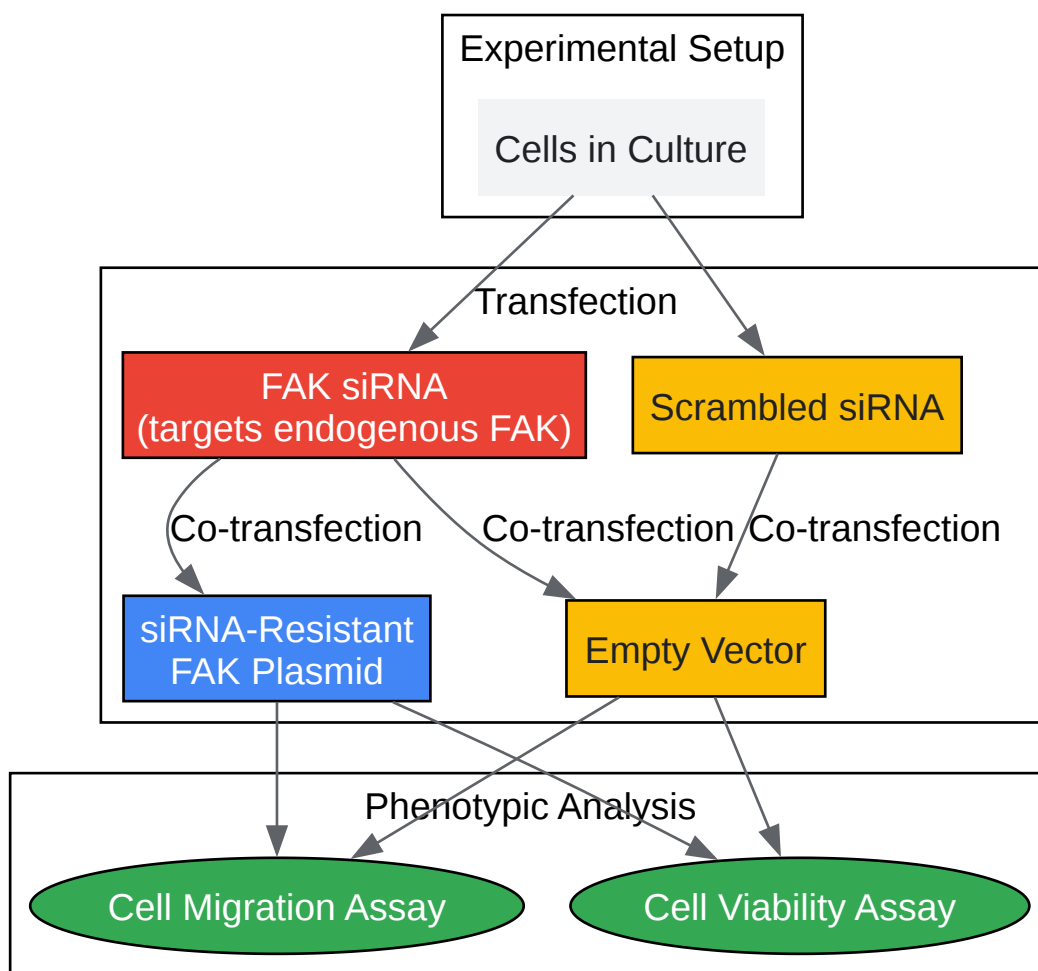 Experimental Setup
Cells in Culture
Transfection
FAK siRNA
(targets endogenous FAK)
Scrambled siRNA
Co-transfection
Co-transfection
Co-transfection
siRNA-Resistant
FAK Plasmid
Empty Vector
Phenotypic Analysis
Cell Migration Assay
Cell Viability Assay